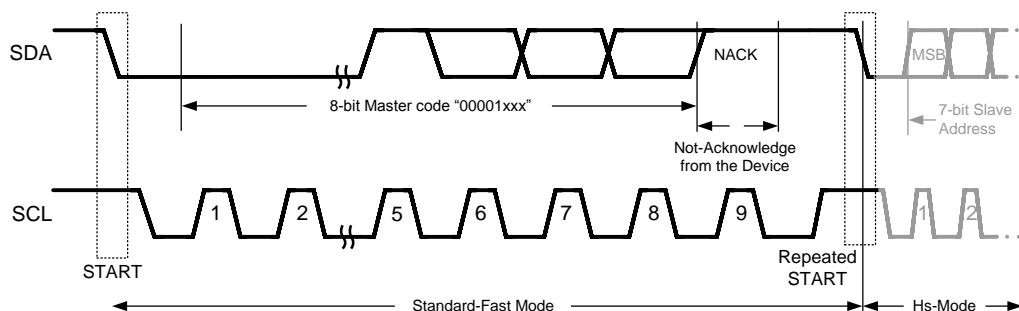 SDA
NACK
MSB
8-bit Master code “00001xxx”
7-bit Slave
Address
Not-Acknowledge
from the Device
SCL
1
2
5
6
7
8
9
1
2
START
Repeated
START
Standard-Fast Mode
Hs-Mode